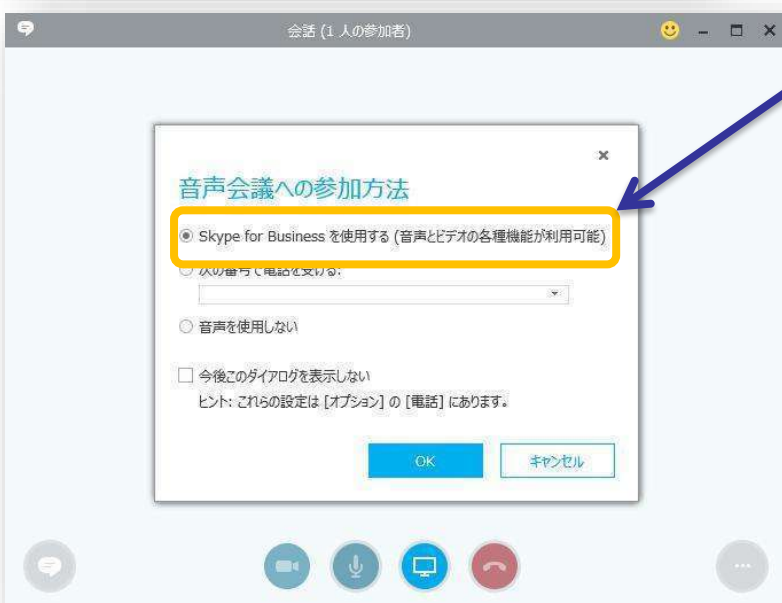 会話 (1 人の参加者)
音声会議への参加方法
Skype for Business を使用する (音声とビデオの各種機能が利用可能)
次の番号で電話を受ける:
音声を使用しない
今後このダイアログを表示しない
ヒント: これらの設定は [オプション] の [電話] にあります。
OK
キャンセル